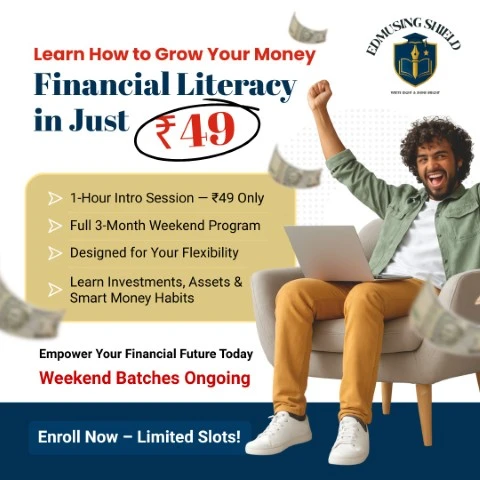 EDMUSING SHIELD
Learn How to Grow Your Money
Financial Literacy
in Just ₹49
1-Hour Intro Session — ₹49 Only
Full 3-Month Weekend Program
Designed for Your Flexibility
Learn Investments, Assets &
Smart Money Habits
Empower Your Financial Future Today
Weekend Batches Ongoing
Enroll Now – Limited Slots!